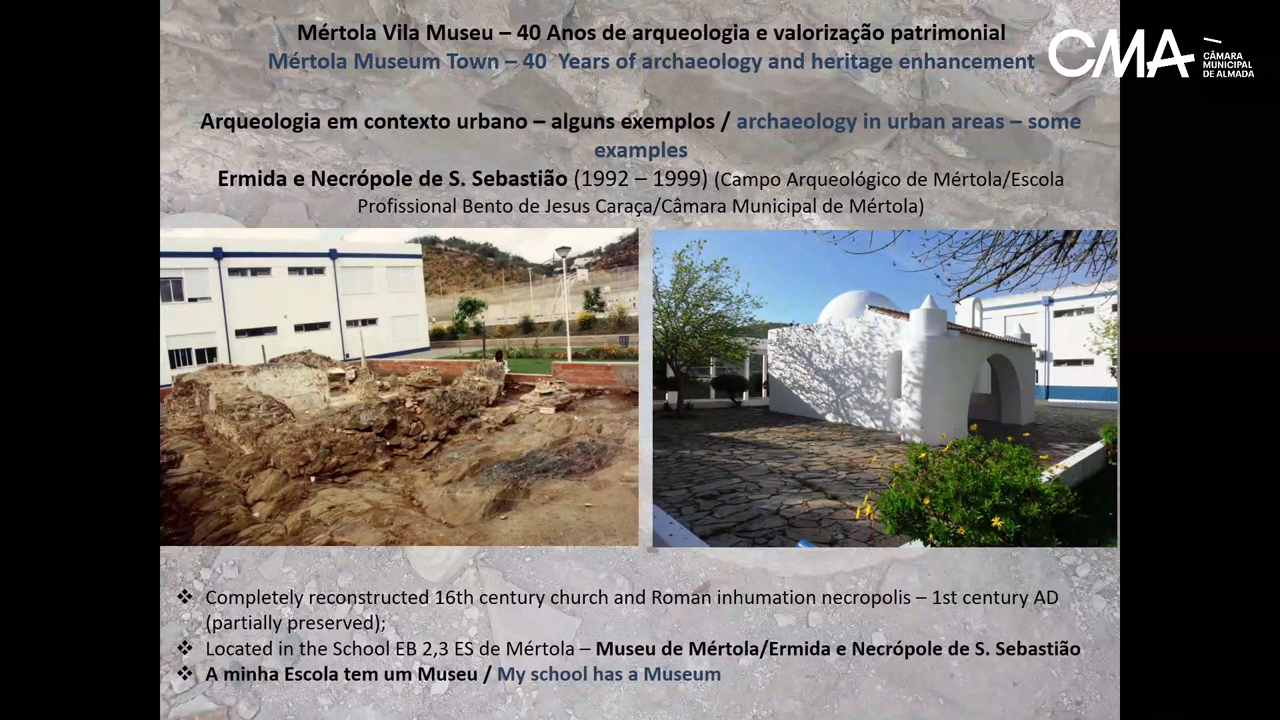 Mértola Vila Museu – 40 Anos de arqueologia e valorização patrimonial
Mértola Museum Town – 40 Years of archaeology and heritage enhancement
CMA
CÂMARA
MUNICIPAL
DE ALMADA
Arqueologia em contexto urbano – alguns exemplos / archaeology in urban areas – some
examples
Ermida e Necrópole de S. Sebastião (1992 – 1999) (Campo Arqueológico de Mértola/Escola
Profissional Bento de Jesus Caraça/Câmara Municipal de Mértola)
❖ Completely reconstructed 16th century church and Roman inhumation necropolis – 1st century AD
(partially preserved);
❖ Located in the School EB 2,3 ES de Mértola – Museu de Mértola/Ermida e Necrópole de S. Sebastião
❖ A minha Escola tem um Museu / My school has a Museum